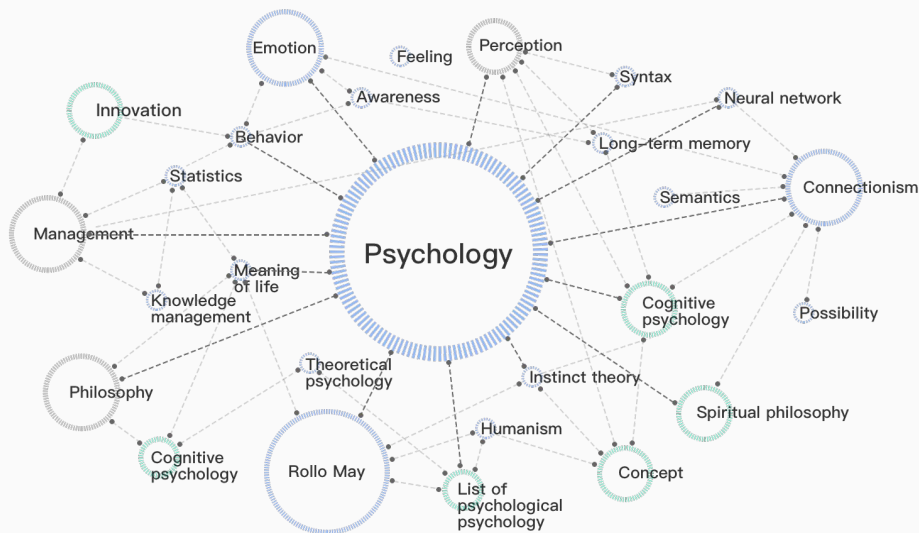 Emotion
Perception
Feeling
Syntax
Awareness
Neural network
Innovation
Behavior
Long-term memory
Statistics
Connectionism
Semantics
Management
Psychology
Meaning
of life
Knowledge
management
Cognitive
psychology
Possibility
Theoretical
psychology
Instinct theory
Philosophy
Spiritual philosophy
Humanism
Cognitive
psychology
Rollo May
Concept
List of
psychological
psychology